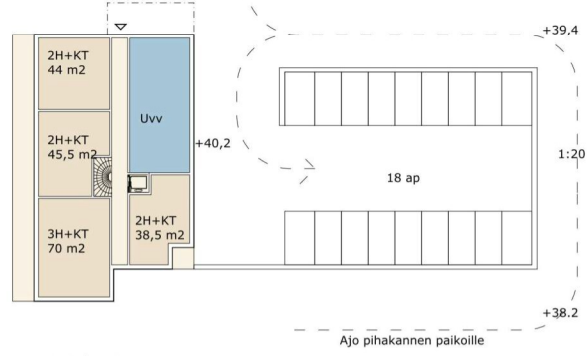 +39.4
2H+KT
44 m2
Uvv
2H+KT
45,5 m2
+40,2
1:20
18 ap
2H+KT
38,5 m2
3H+KT
70 m2
+38.2
Ajo pihakannen paikoille